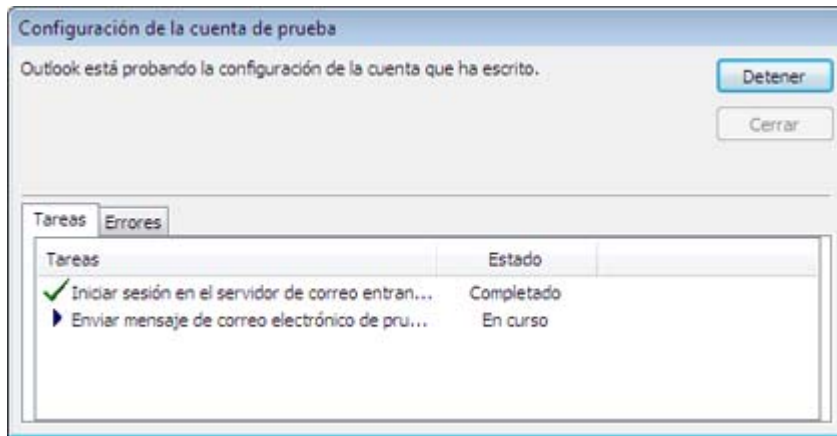 Configuración de la cuenta de prueba
Outlook está probando la configuración de la cuenta que ha escrito.
Detener
Cerrar
Tareas Errores
Tareas Estado
Iniciar sesión en el servidor de correo entran... Completado
Enviar mensaje de correo electrónico de pru... En curso